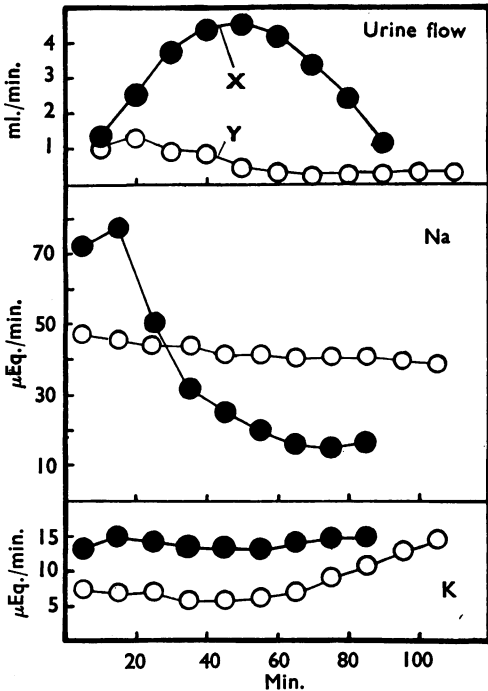 Urine flow
ml./min.
4
3
2
1
X
Y
Na
μEq./min.
70
50
30
10
K
μEq./min.
15
10
5
20 40 60 80 100
Min.